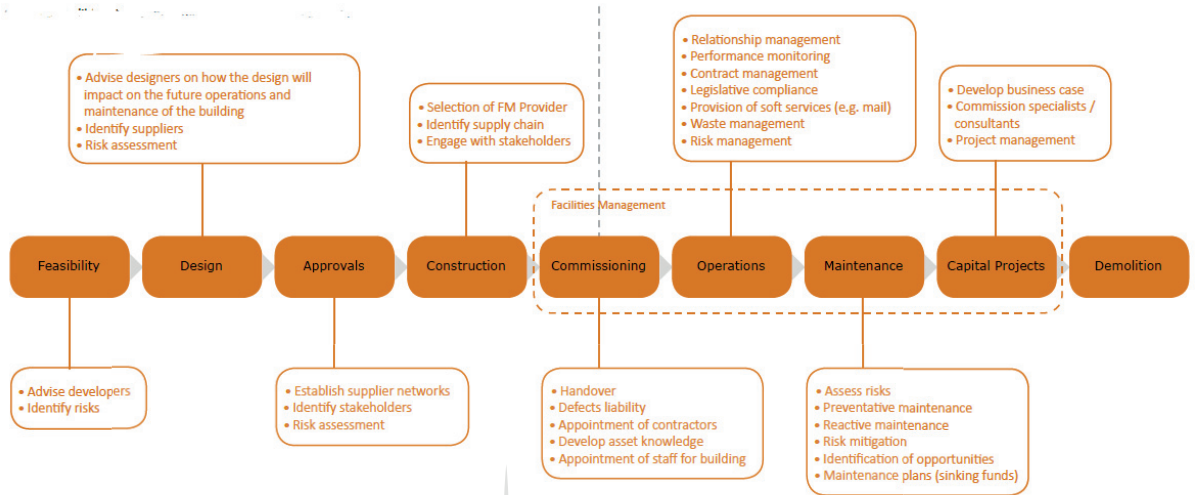 • Advise designers on how the design will
impact on the future operations and
maintenance of the building
• Identify suppliers
• Risk assessment
• Selection of FM Provider
• Identify supply chain
• Engage with stakeholders
• Relationship management
• Performance monitoring
• Contract management
• Legislative compliance
• Provision of soft services (e.g. mail)
• Waste management
• Risk management
• Develop business case
• Commission specialists /
consultants
• Project management
Facilities Management
Feasibility
Design
Approvals
Construction
Commissioning
Operations
Maintenance
Capital Projects
Demolition
• Advise developers
• Identify risks
• Establish supplier networks
• Identify stakeholders
• Risk assessment
• Handover
• Defects liability
• Appointment of contractors
• Develop asset knowledge
• Appointment of staff for building
• Assess risks
• Preventative maintenance
• Reactive maintenance
• Risk mitigation
• Identification of opportunities
• Maintenance plans (sinking funds)